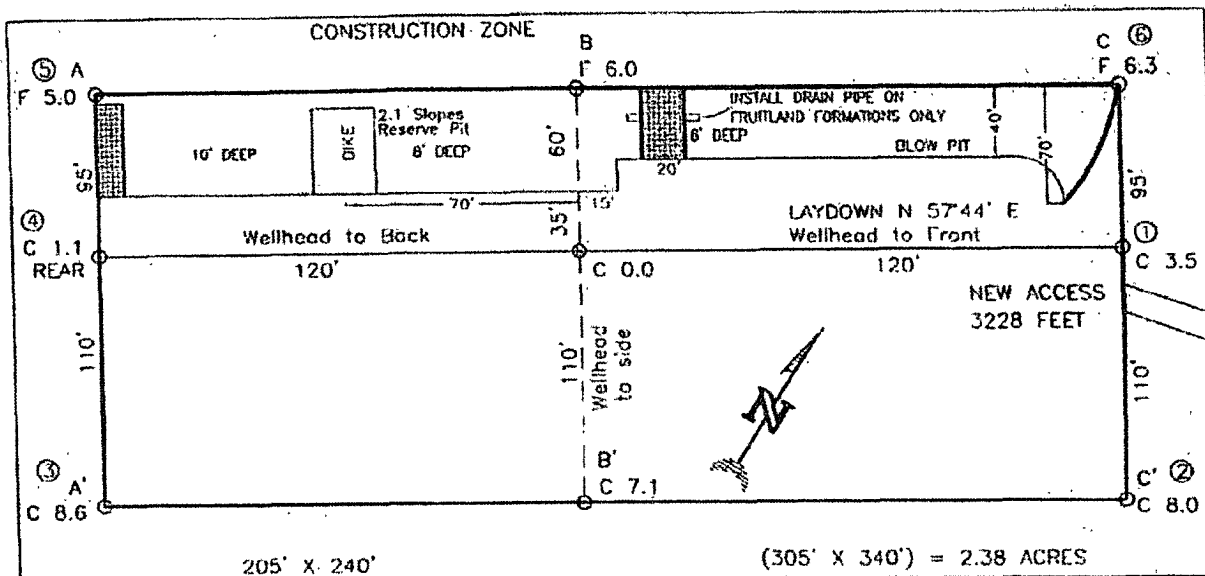 CONSTRUCTION ZONE
⑤ A
F 5.0
B
F 6.0
C ⑥
F 6.3
2.1 Slopes
Reserve Pit
10' DEEP
DIKE
8' DEEP
60'
INSTALL DRAIN PIPE ON
FRUITLAND FORMATIONS ONLY
6' DEEP
BLOW PIT
40'
70'
20'
95'
95'
70'
15'
35'
④
C 1.1
REAR
Wellhead to Back
120'
C 0.0
LAYDOWN N 57°44' E
Wellhead to Front
120'
①
C 3.5
NEW ACCESS
3228 FEET
110'
110'
Wellhead
to side
110'
N
③
A'
C 8.6
B'
C 7.1
C' ②
C 8.0
205' X 240'
(305' X 340') = 2.38 ACRES